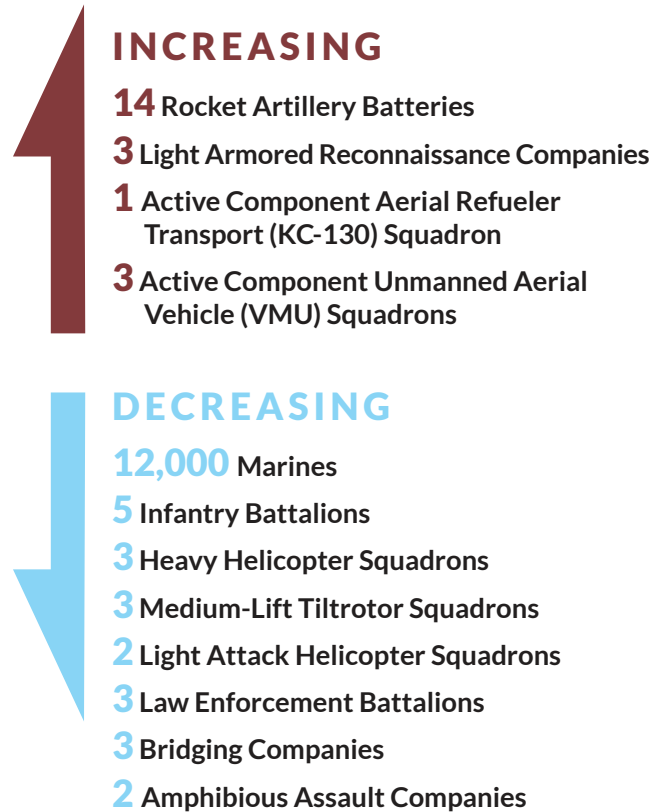 INCREASING
14 Rocket Artillery Batteries
3 Light Armored Reconnaissance Companies
1 Active Component Aerial Refueler
Transport (KC-130) Squadron
3 Active Component Unmanned Aerial
Vehicle (VMU) Squadrons
DECREASING
12,000 Marines
5 Infantry Battalions
3 Heavy Helicopter Squadrons
3 Medium-Lift Tiltrotor Squadrons
2 Light Attack Helicopter Squadrons
3 Law Enforcement Battalions
3 Bridging Companies
2 Amphibious Assault Companies